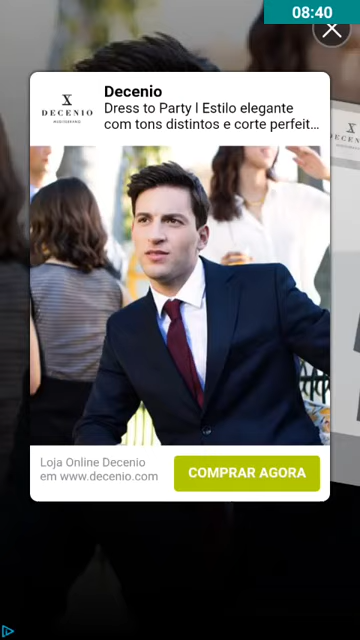 08:40
DECENIO
Decenio
Dress to Party | Estilo elegante
com tons distintos e corte perfeit...
Loja Online Decenio
em www.decenio.com
COMPRAR AGORA